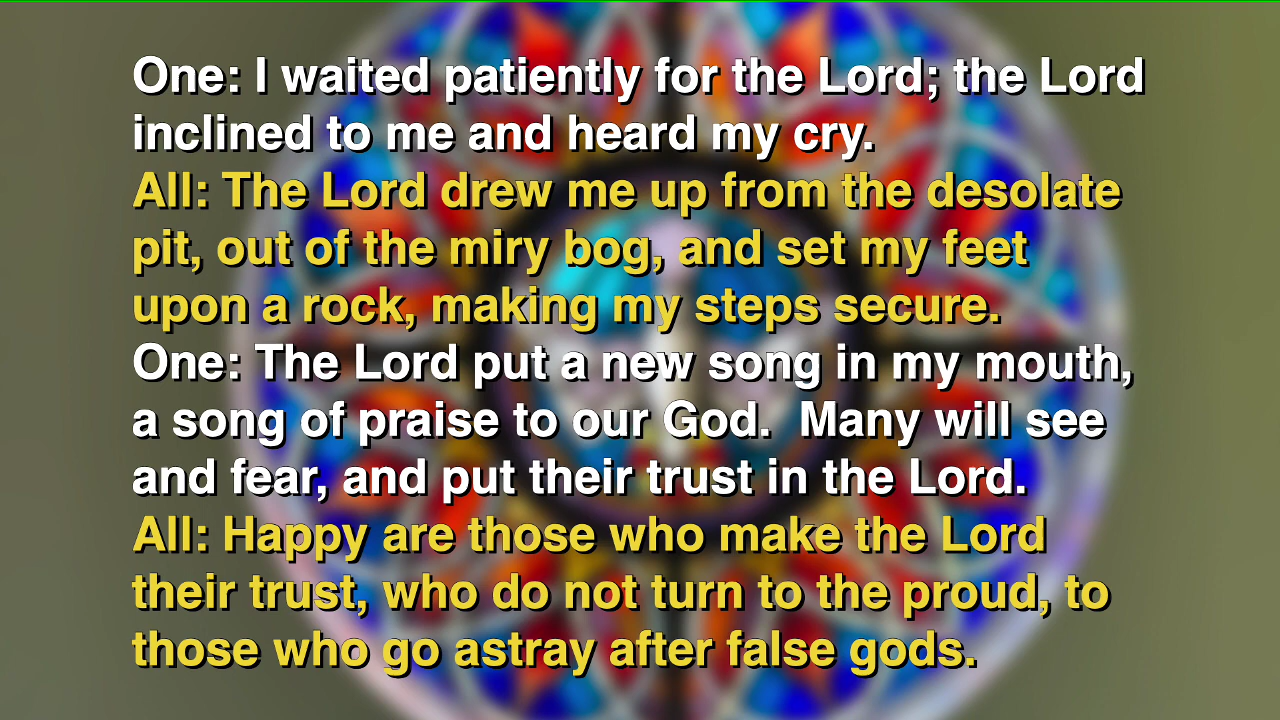 One: I waited patiently for the Lord; the Lord
inclined to me and heard my cry.
All: The Lord drew me up from the desolate
pit, out of the miry bog, and set my feet
upon a rock, making my steps secure.
One: The Lord put a new song in my mouth,
a song of praise to our God.  Many will see
and fear, and put their trust in the Lord.
All: Happy are those who make the Lord
their trust, who do not turn to the proud, to
those who go astray after false gods.